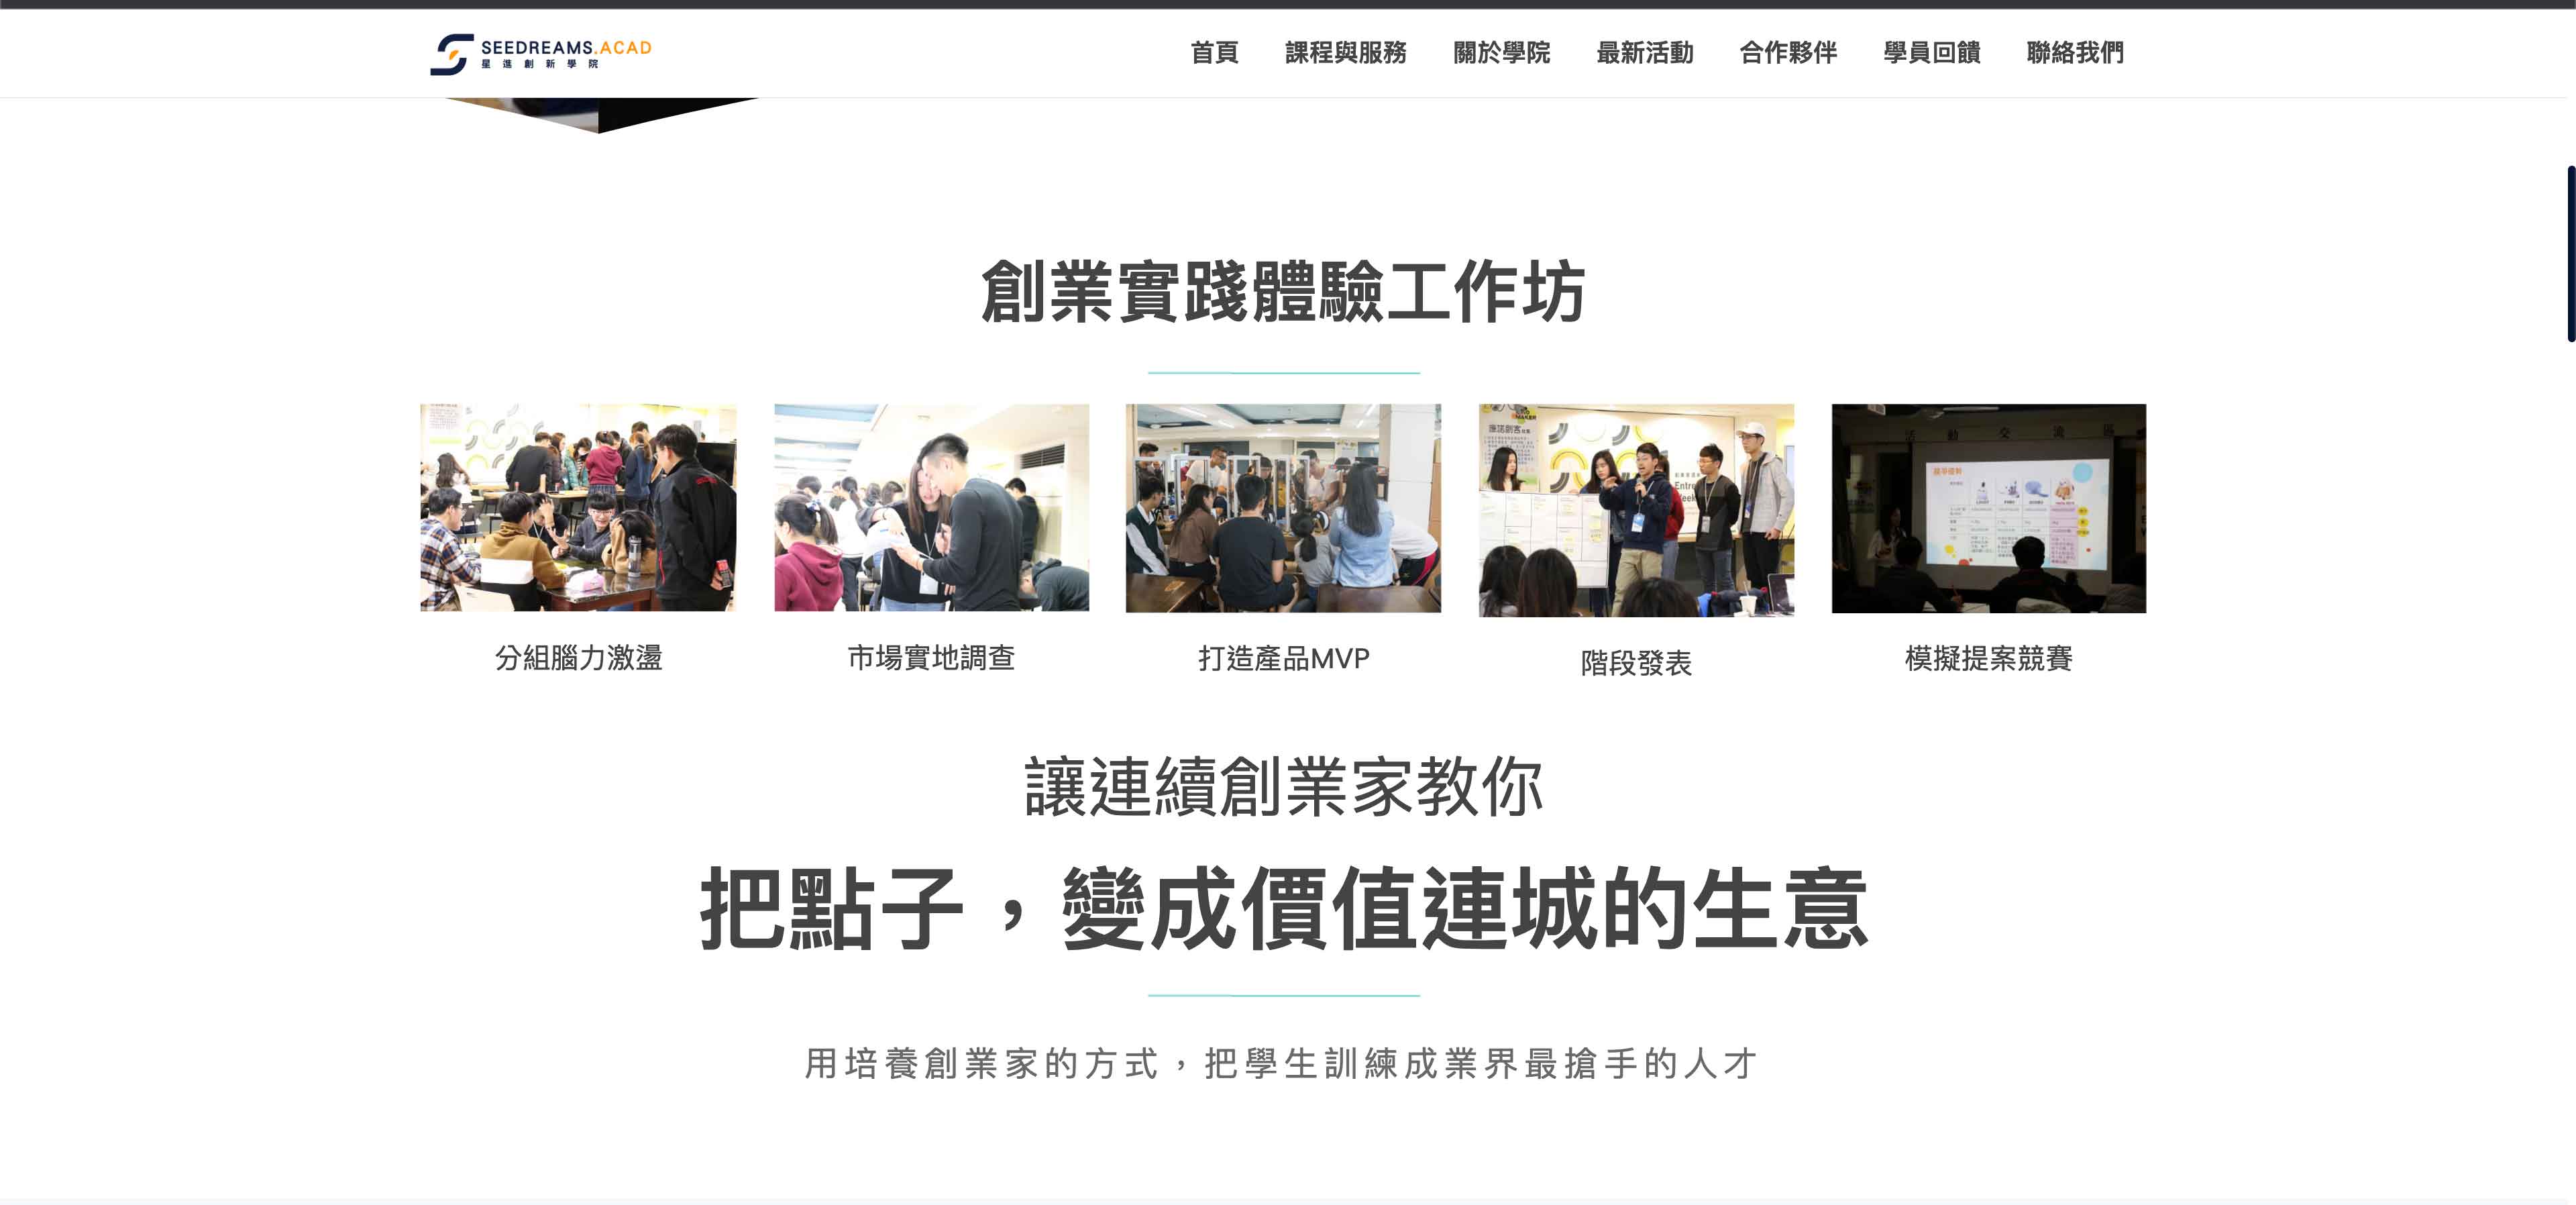 SEEDREAMS.ACAD
星進創新學院
首頁 課程與服務 關於學院 最新活動 合作夥伴 學員回饋 聯絡我們
創業實踐體驗工作坊
活動交流區
分組腦力激盪
市場實地調查
打造產品MVP
階段發表
模擬提案競賽
讓連續創業家教你
把點子，變成價值連城的生意
用培養創業家的方式，把學生訓練成業界最搶手的人才